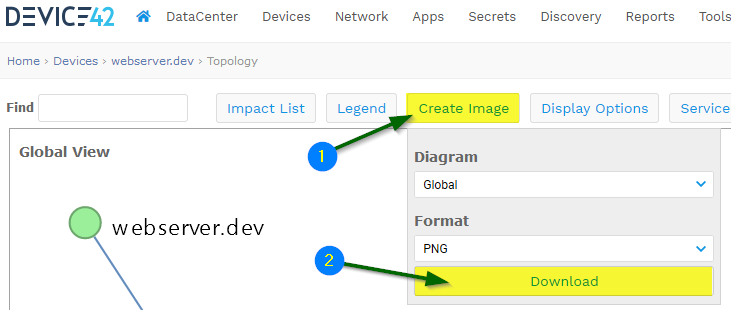 DEVICE42 DataCenter Devices Network Apps Secrets Discovery Reports Tools
Home › Devices › webserver.dev › Topology
Find Impact List Legend Create Image Display Options Service
Global View
1
Diagram
Global
webserver.dev
Format
PNG
2
Download